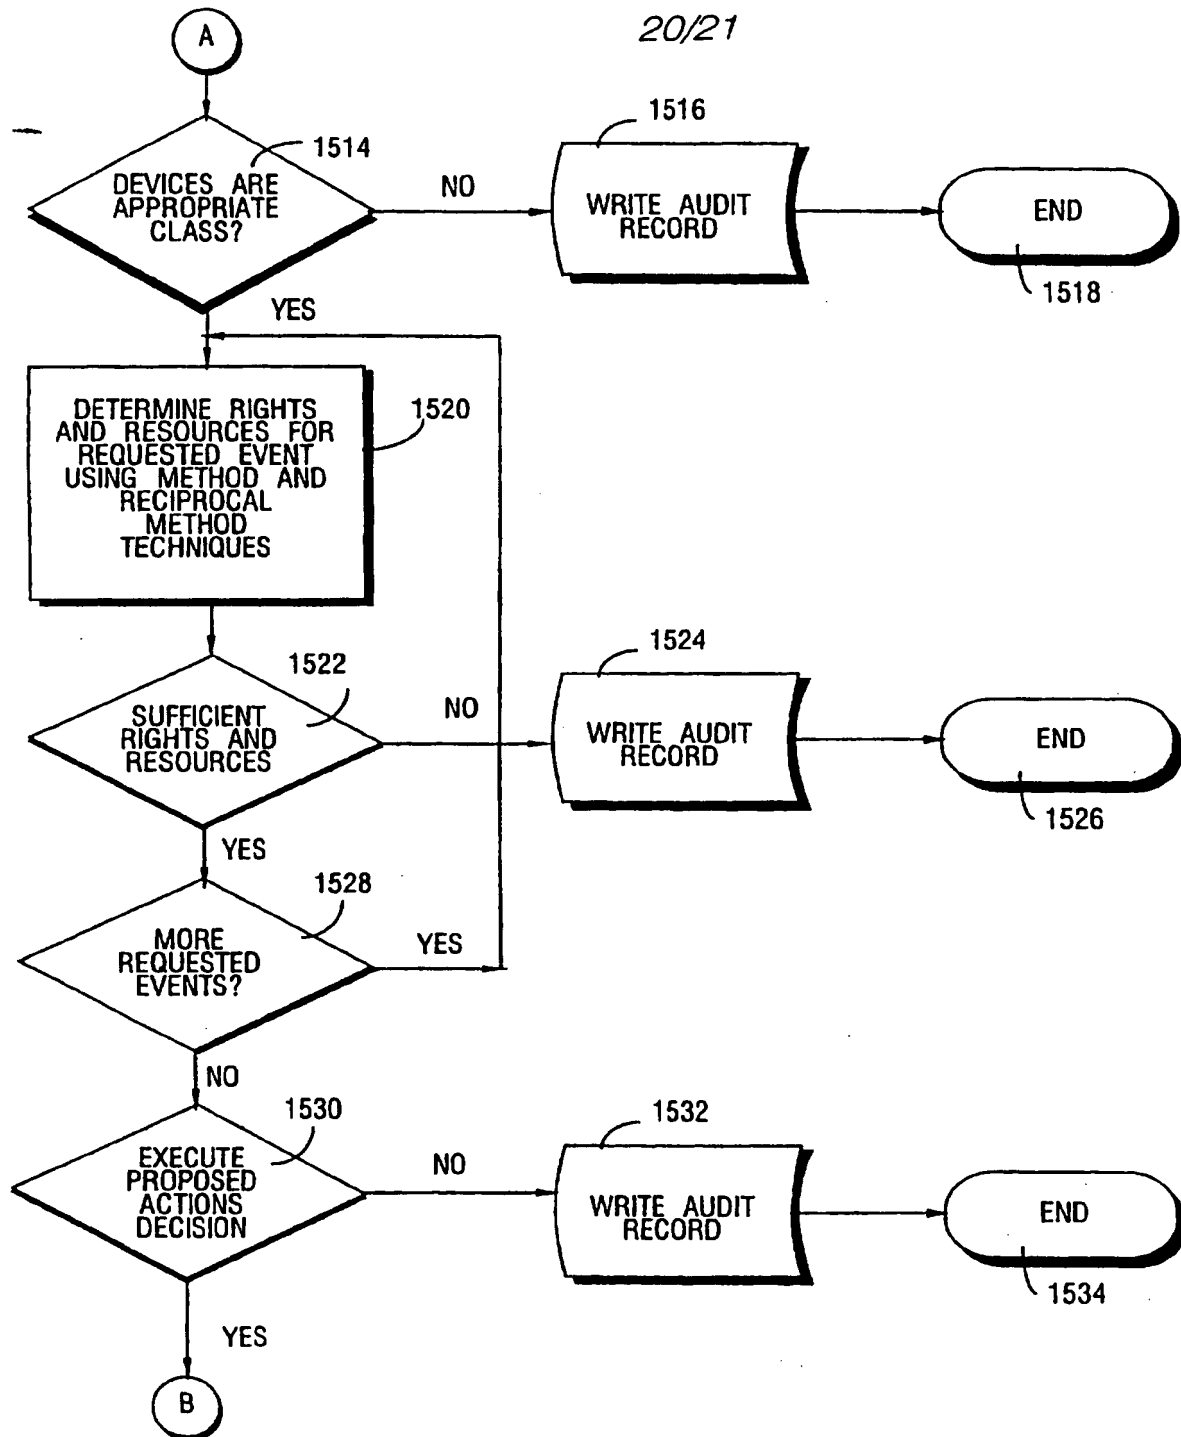 20/21
A
1514
DEVICES ARE
APPROPRIATE
CLASS?
NO
1516
WRITE AUDIT
RECORD
END
1518
YES
DETERMINE RIGHTS
AND RESOURCES FOR
REQUESTED EVENT
USING METHOD AND
RECIPROCAL
METHOD
TECHNIQUES
1520
1522
SUFFICIENT
RIGHTS AND
RESOURCES
NO
1524
WRITE AUDIT
RECORD
END
1526
YES
1528
MORE
REQUESTED
EVENTS?
YES
NO
1530
EXECUTE
PROPOSED
ACTIONS
DECISION
NO
1532
WRITE AUDIT
RECORD
END
1534
YES
B